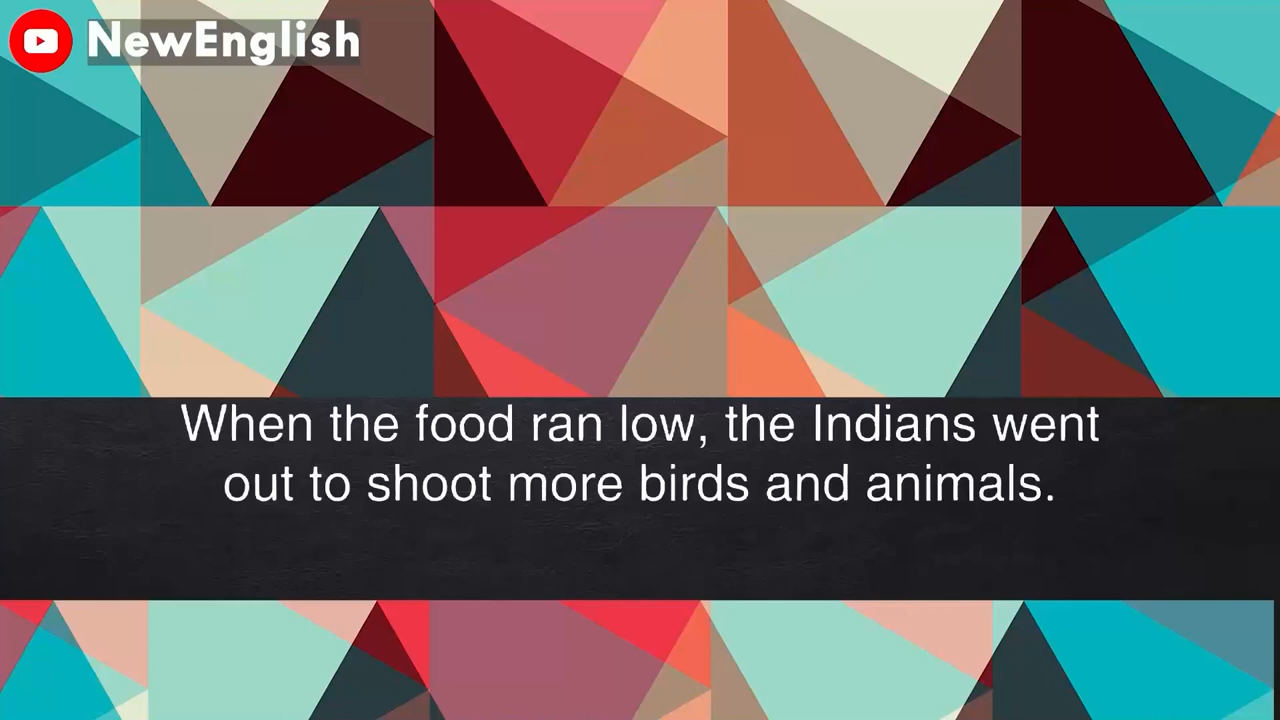 NewEnglish
When the food ran low, the Indians went
out to shoot more birds and animals.